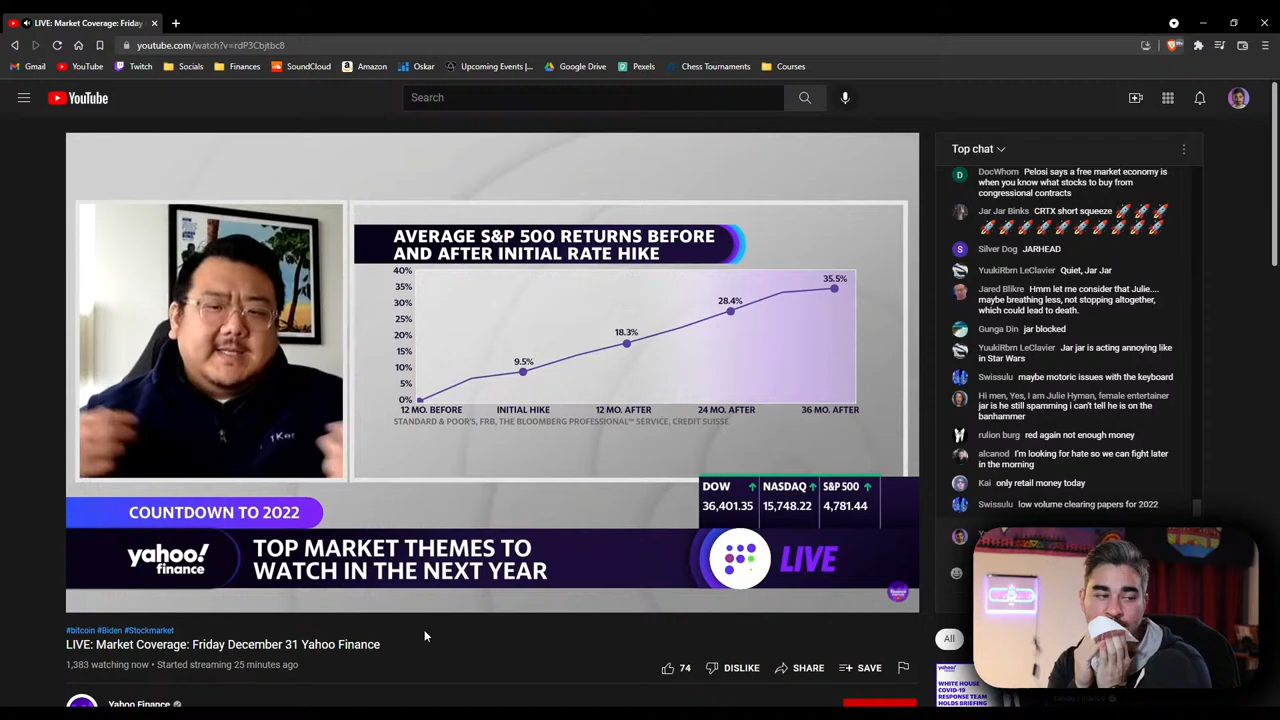 LIVE: Market Coverage: Friday
youtube.com/watch?v=rdP3Cbjtbc8
Gmail YouTube Twitch Socials Finances SoundCloud Amazon Oskar Upcoming Events |... Google Drive Pexels Chess Tournaments Courses
YouTube
Search
AVERAGE S&P 500 RETURNS BEFORE
AND AFTER INITIAL RATE HIKE
40%
35%
30%
25%
20%
15%
10%
5%
0%
9.5%
18.3%
28.4%
35.5%
12 MO. BEFORE INITIAL HIKE 12 MO. AFTER 24 MO. AFTER 36 MO. AFTER
STANDARD & POOR'S, FRB, THE BLOOMBERG PROFESSIONAL™ SERVICE, CREDIT SUISSE
DOW NASDAQ S&P 500
36,401.35 15,748.22 4,781.44
COUNTDOWN TO 2022
yahoo!
finance
TOP MARKET THEMES TO
WATCH IN THE NEXT YEAR
LIVE
#bitcoin #Biden #Stockmarket
LIVE: Market Coverage: Friday December 31 Yahoo Finance
1,383 watching now • Started streaming 25 minutes ago
74 DISLIKE SHARE SAVE
Yahoo Finance
Top chat
DocWhom Pelosi says a free market economy is
when you know what stocks to buy from
congressional contracts
Jar Jar Binks CRTX short squeeze 🚀 🚀 🚀
🚀 🚀 🚀 🚀 🚀 🚀 🚀 🚀 🚀
Silver Dog JARHEAD
YuukiRbrn LeClavier Quiet, Jar Jar
Jared Blikre Hmm let me consider that Julie....
maybe breathing less, not stopping altogether,
which could lead to death.
Gunga Din jar blocked
YuukiRbrn LeClavier Jar jar is acting annoying like
in Star Wars
Swissulu maybe motoric issues with the keyboard
Hi men, Yes, I am Julie Hyman, female entertainer
jar is he still spamming i can't tell he is on the
banhammer
rulion burg red again not enough money
alcanod I'm looking for hate so we can fight later
in the morning
Kai only retail money today
Swissulu low volume clearing papers for 2022
All
yahoo!
WHITE HOUSE
COVID-19
RESPONSE TEAM
HOLDS BRIEFING